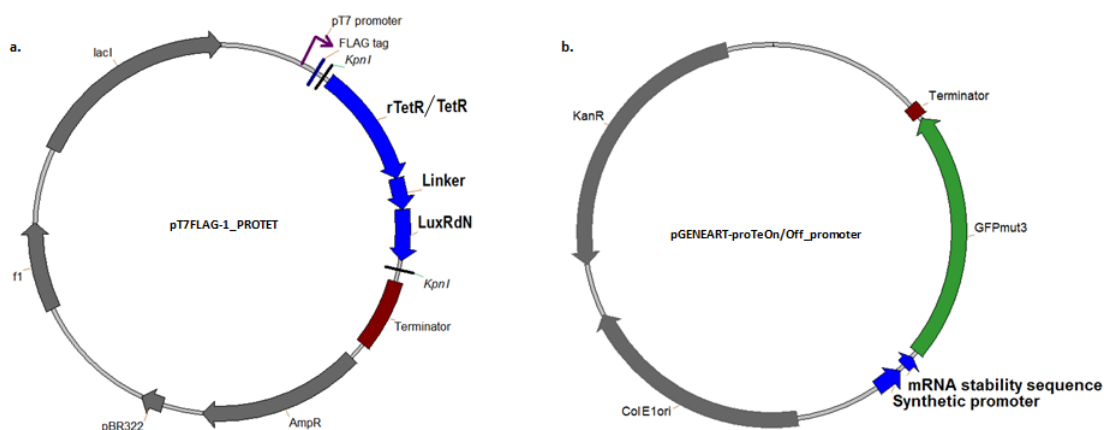 a.
pT7 promoter
FLAG tag
KpnI
lacI
rTetR/TetR
Linker
LuxRdN
pT7FLAG-1_PROTET
KpnI
Terminator
f1
pBR322
AmpR
b.
Terminator
KanR
GFPmut3
pGENEART-proTeOn/Off_promoter
mRNA stability sequence
Synthetic promoter
ColE1ori